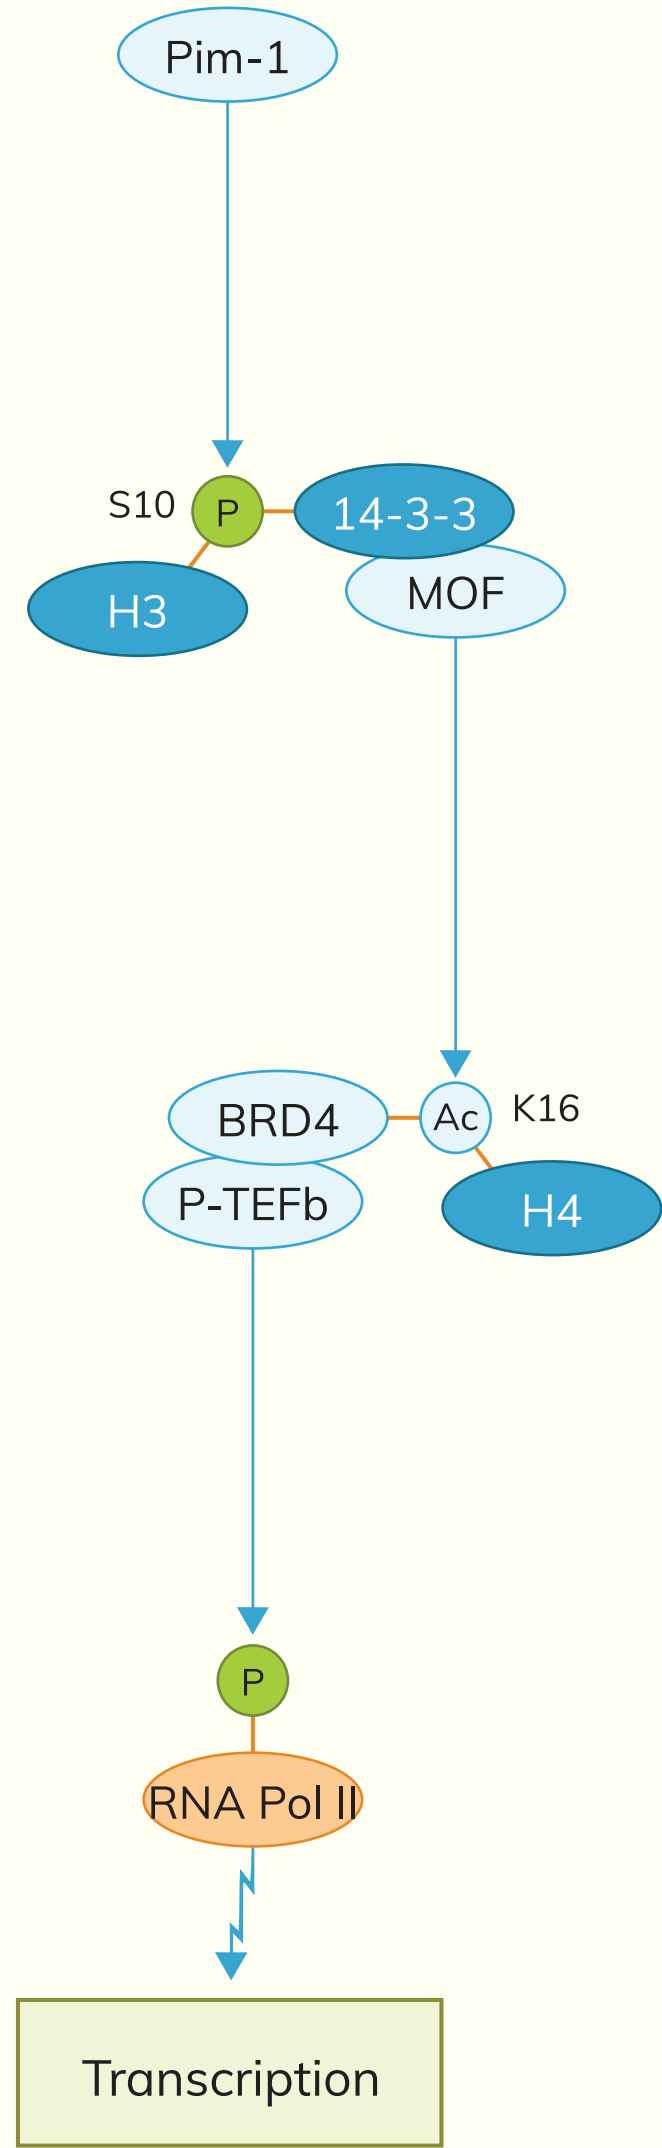 Pim-1
S10
P
14-3-3
H3
MOF
BRD4
Ac
K16
P-TEFb
H4
P
RNA Pol II
Transcription